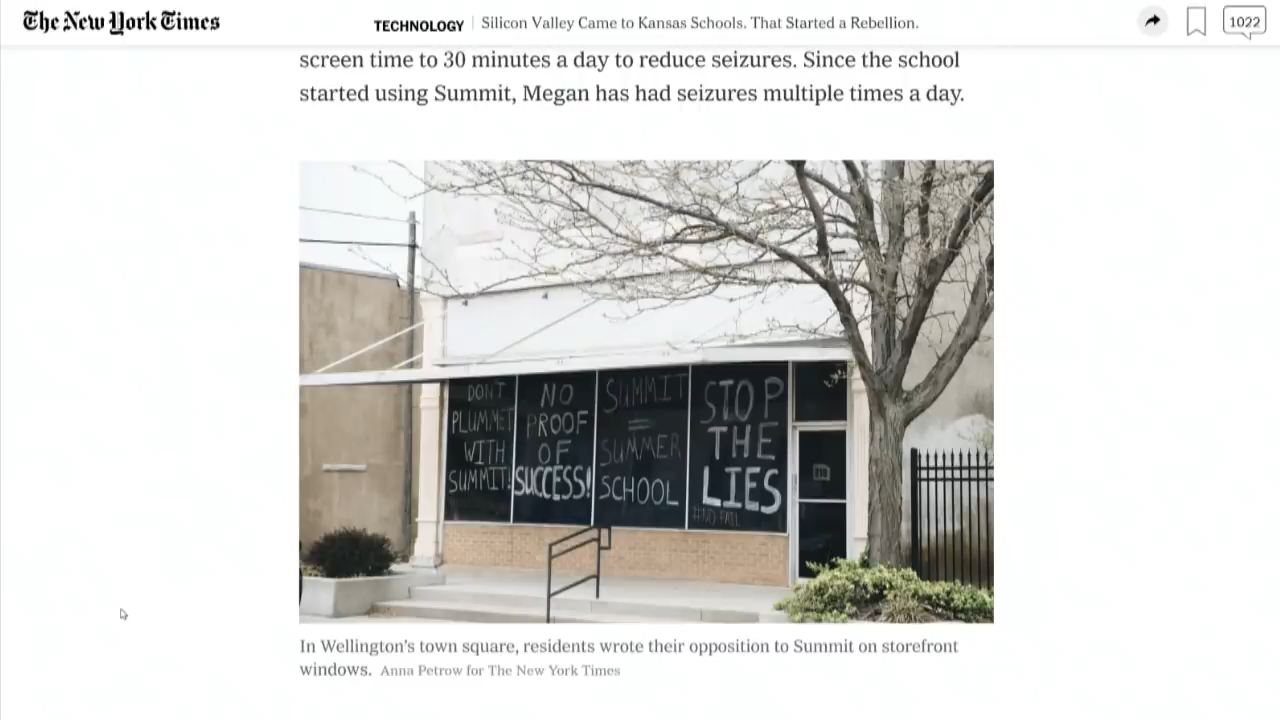 The New York Times
TECHNOLOGY | Silicon Valley Came to Kansas Schools. That Started a Rebellion.
1022
screen time to 30 minutes a day to reduce seizures. Since the school
started using Summit, Megan has had seizures multiple times a day.
DON'T
PLUMMET
WITH
SUMMIT!
NO
PROOF
OF
SUCCESS!
SUMMIT
=
SUMMER
SCHOOL
STOP
THE
LIES
In Wellington's town square, residents wrote their opposition to Summit on storefront
windows. Anna Petrow for The New York Times